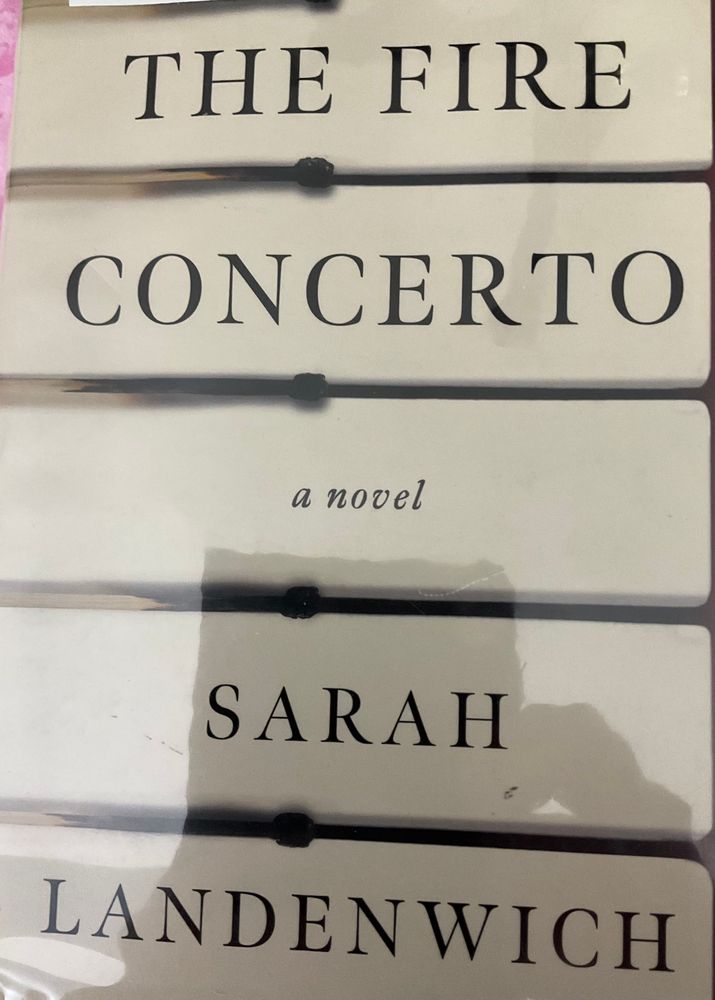 THE FIRE
CONCERTO
a novel
SARAH
LANDENWICH